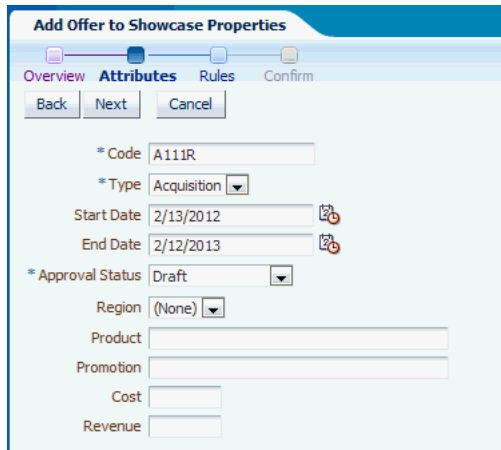 Add Offer to Showcase Properties
Overview Attributes Rules Confirm
Back Next Cancel
* Code A111R
* Type Acquisition
Start Date 2/13/2012
End Date 2/12/2013
* Approval Status Draft
Region (None)
Product
Promotion
Cost
Revenue